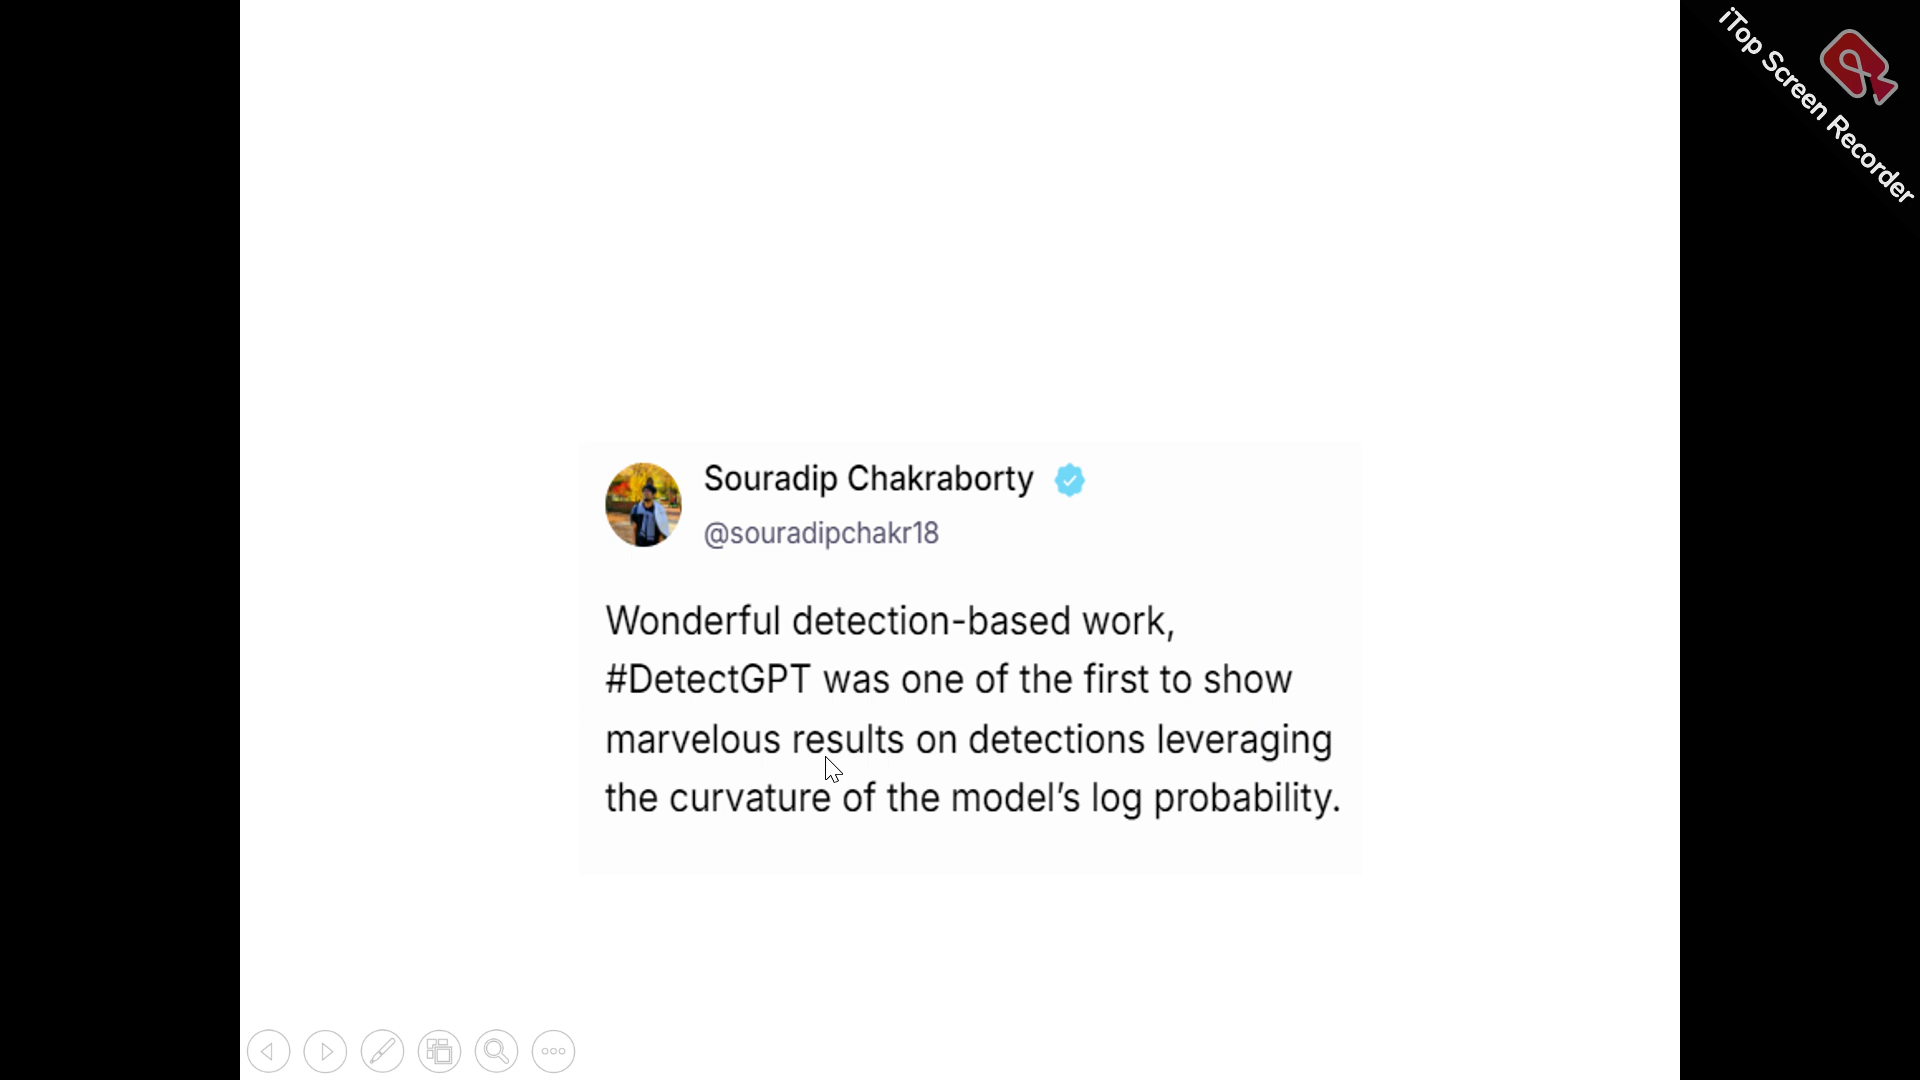 iTop Screen Recorder
Souradip Chakraborty
@souradipchakr18
Wonderful detection-based work,
#DetectGPT was one of the first to show
marvelous results on detections leveraging
the curvature of the model’s log probability.